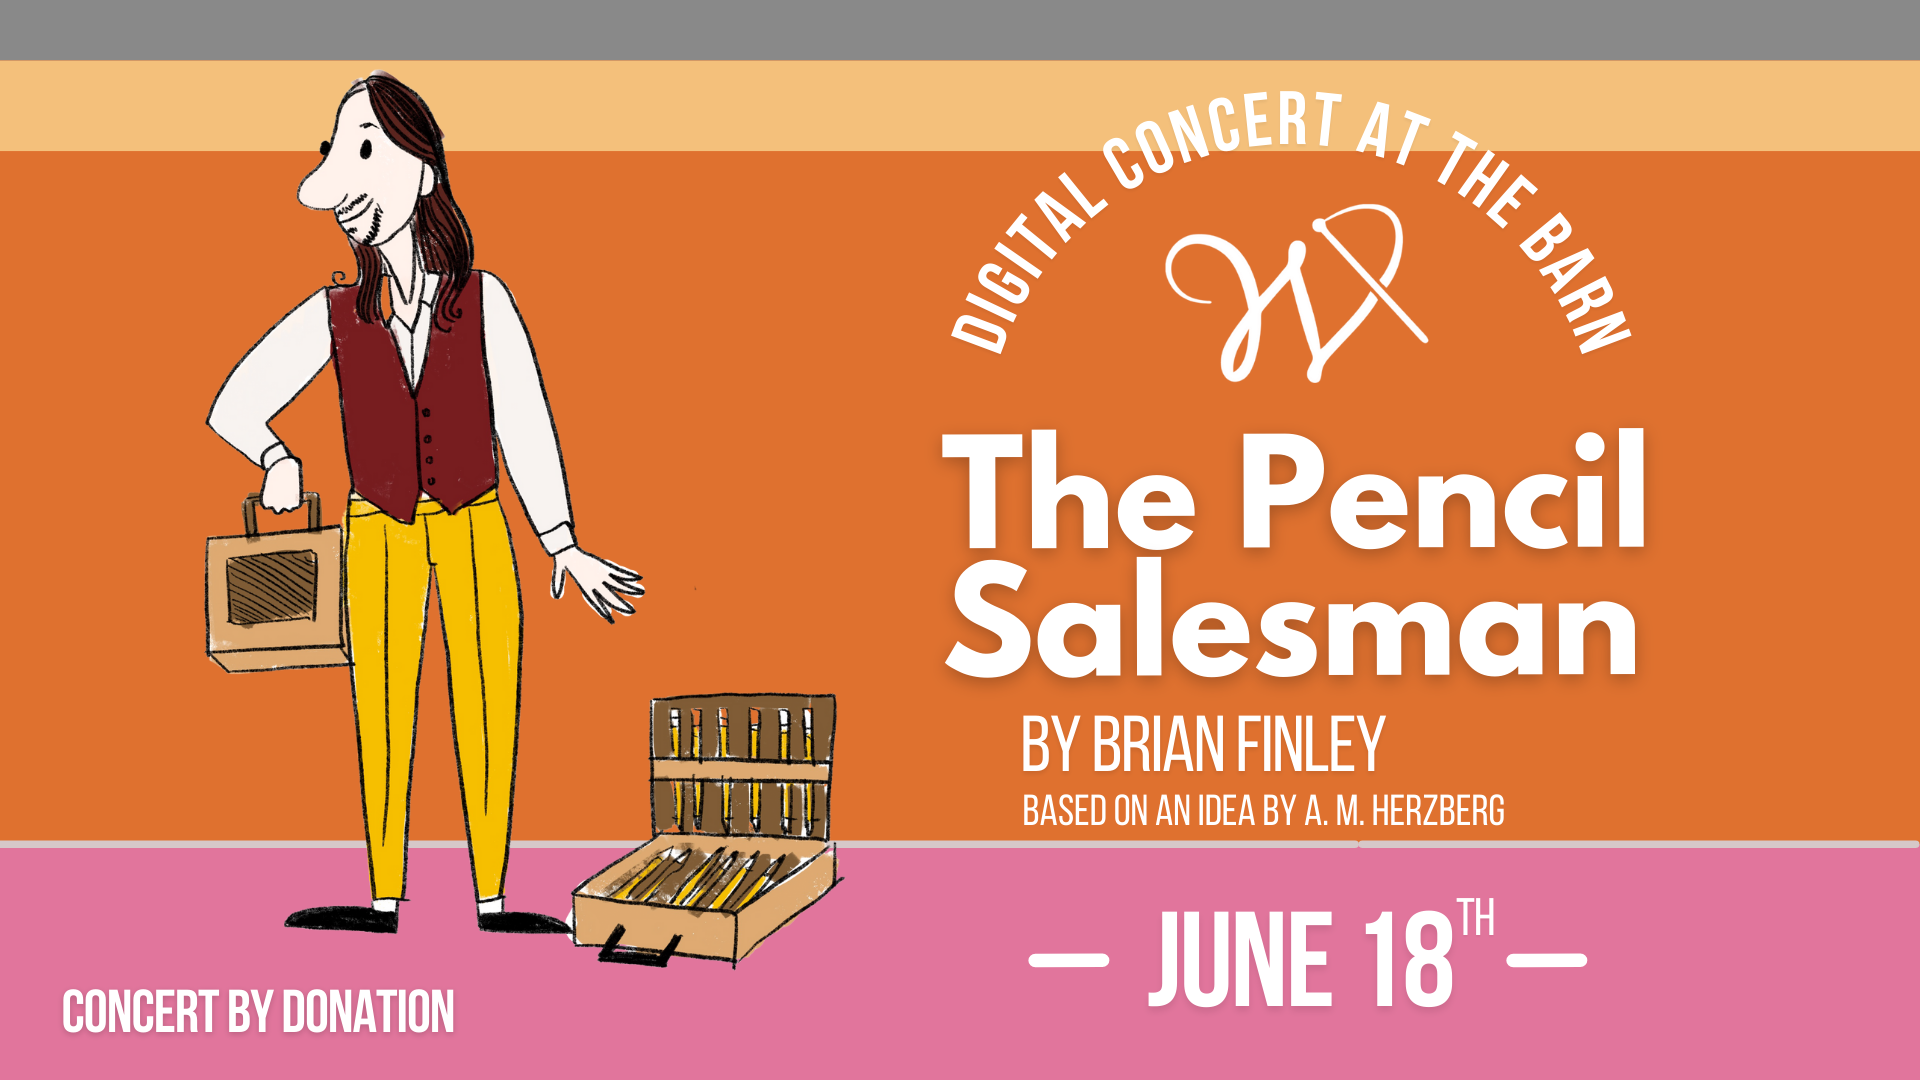 DIGITAL CONCERT AT THE BARN
The Pencil
Salesman
BY BRIAN FINLEY
BASED ON AN IDEA BY A. M. HERZBERG
JUNE 18TH
CONCERT BY DONATION